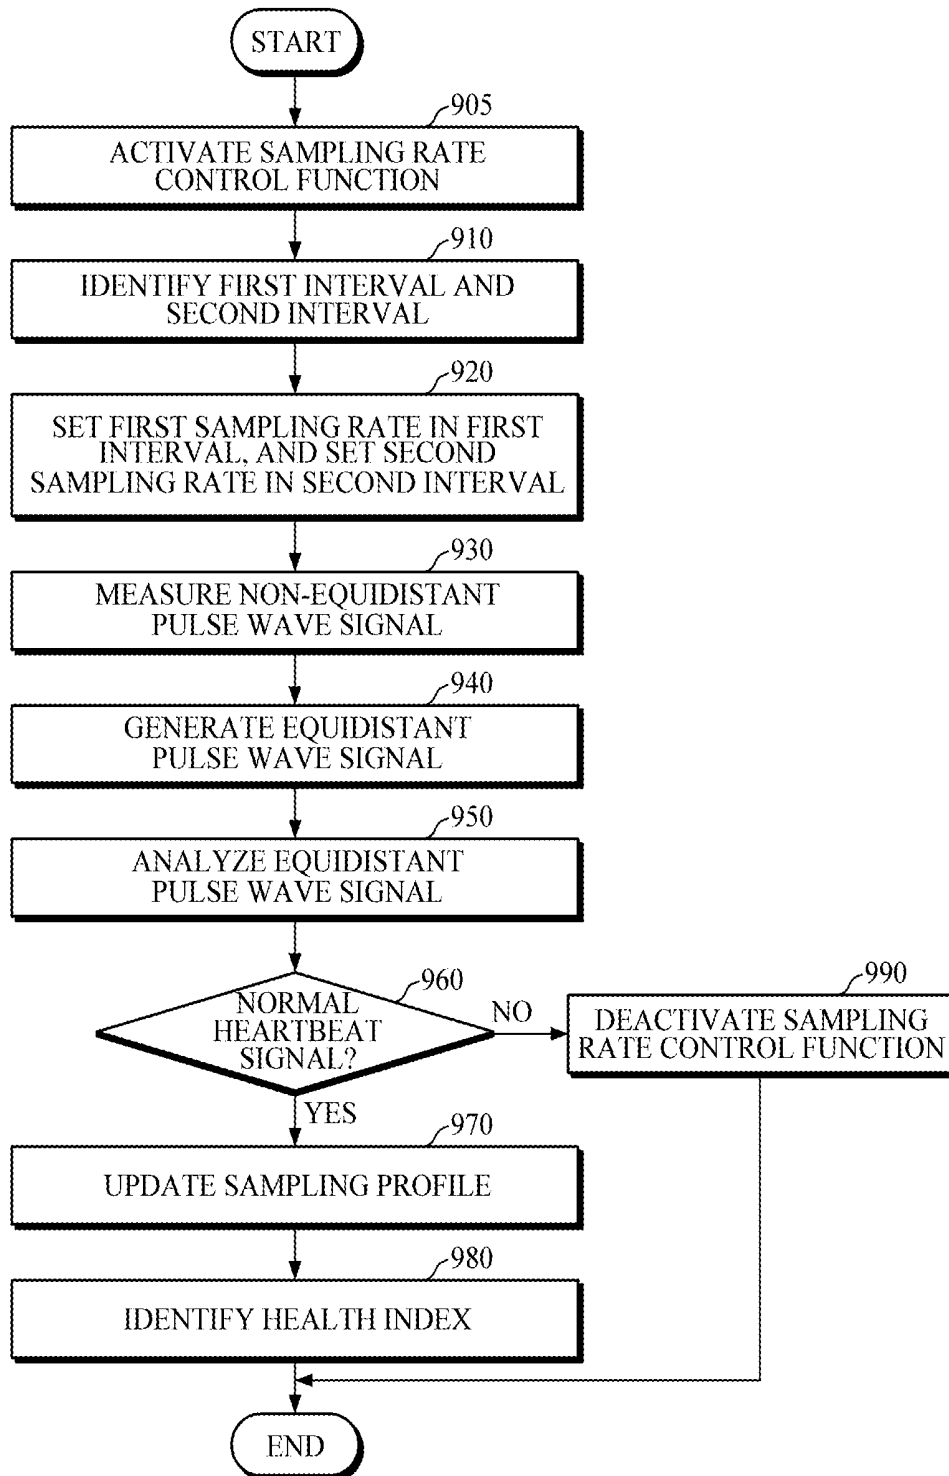 START
905
ACTIVATE SAMPLING RATE
CONTROL FUNCTION
910
IDENTIFY FIRST INTERVAL AND
SECOND INTERVAL
920
SET FIRST SAMPLING RATE IN FIRST
INTERVAL, AND SET SECOND
SAMPLING RATE IN SECOND INTERVAL
930
MEASURE NON-EQUIDISTANT
PULSE WAVE SIGNAL
940
GENERATE EQUIDISTANT
PULSE WAVE SIGNAL
950
ANALYZE EQUIDISTANT
PULSE WAVE SIGNAL
960
NORMAL
HEARTBEAT
SIGNAL?
NO
990
DEACTIVATE SAMPLING
RATE CONTROL FUNCTION
YES
970
UPDATE SAMPLING PROFILE
980
IDENTIFY HEALTH INDEX
END